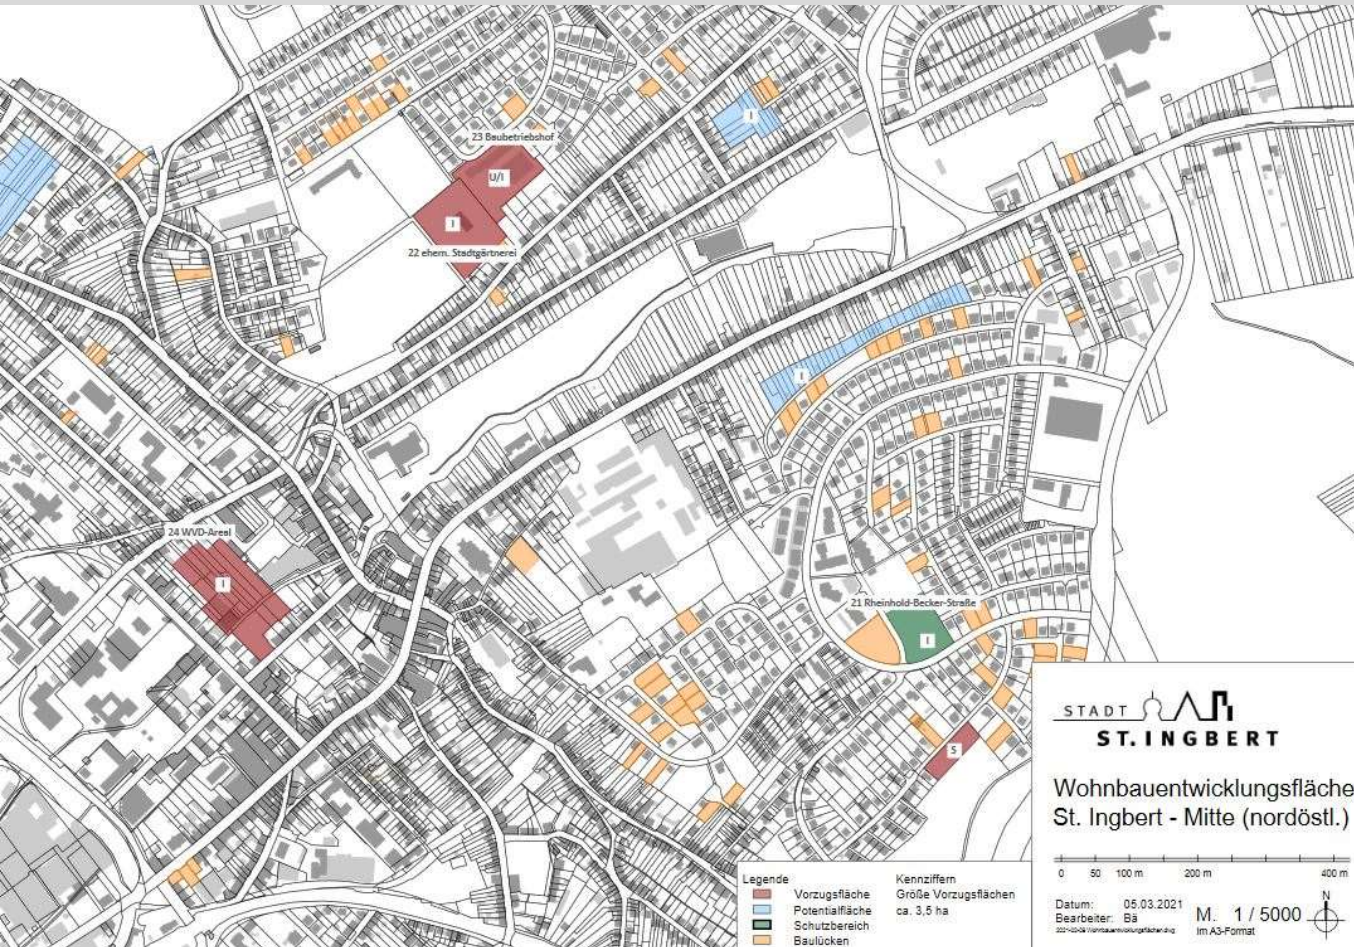 23 Baubetriebshof
U/I
I
I
22 ehem. Stadtgärtnerei
I
24 WVD-Areal
I
21 Rheinhold-Becker-Straße
I
S
STADT
ST. INGBERT
Wohnbauentwicklungsfläche
St. Ingbert - Mitte (nordöstl.)
0 50 100 m 200 m 400 m
Datum: 05.03.2021
Bearbeiter: Bä
M. 1 / 5000
im A3-Format
N
Legende
Vorzugsfläche
Potentialfläche
Schutzbereich
Baulücken
Kennziffern
Größe Vorzugsflächen
ca. 3,5 ha